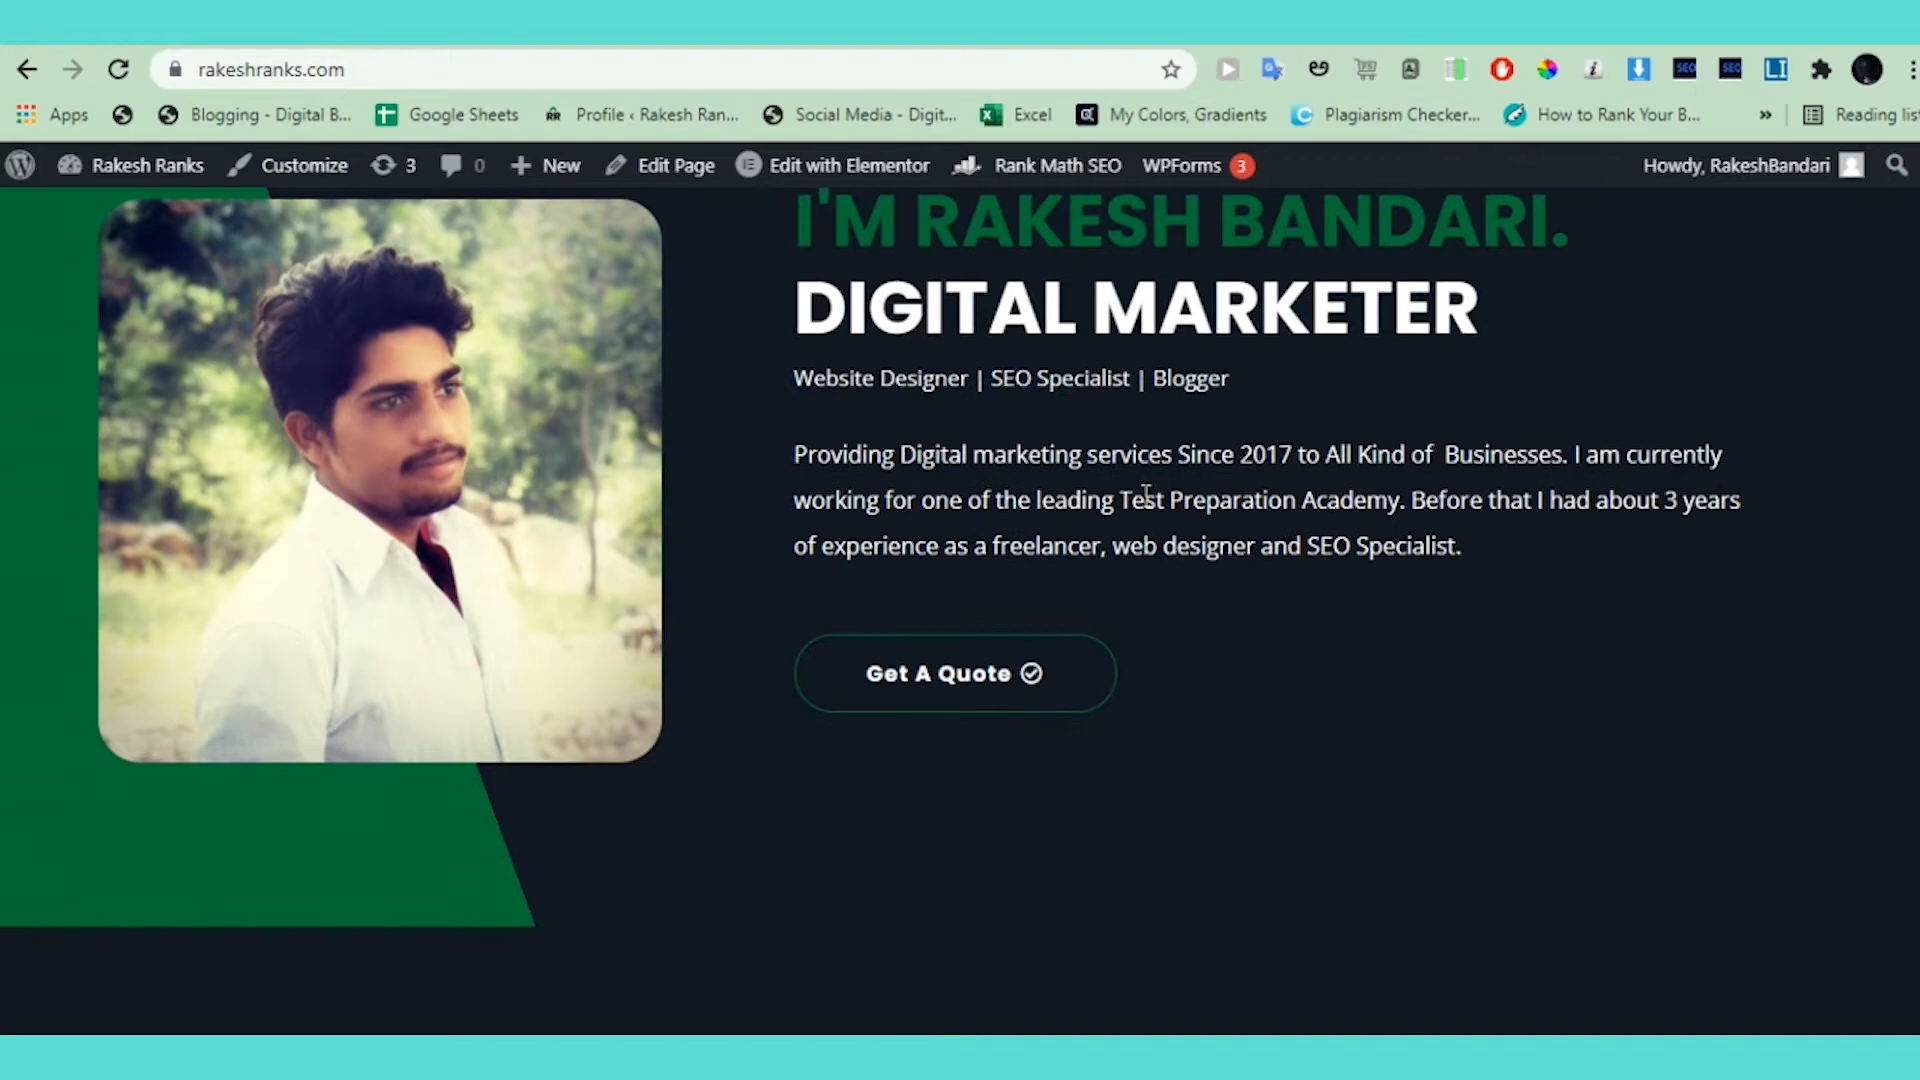 rakeshranks.com
Apps Blogging - Digital B... Google Sheets Profile ‹ Rakesh Ran... Social Media - Digit... Excel My Colors, Gradients Plagiarism Checker... How to Rank Your B... » Reading list
Rakesh Ranks Customize 3 0 New Edit Page Edit with Elementor Rank Math SEO WPForms 3 Howdy, RakeshBandari
I'M RAKESH BANDARI.
DIGITAL MARKETER
Website Designer | SEO Specialist | Blogger
Providing Digital marketing services Since 2017 to All Kind of Businesses. I am currently
working for one of the leading Test Preparation Academy. Before that I had about 3 years
of experience as a freelancer, web designer and SEO Specialist.
Get A Quote